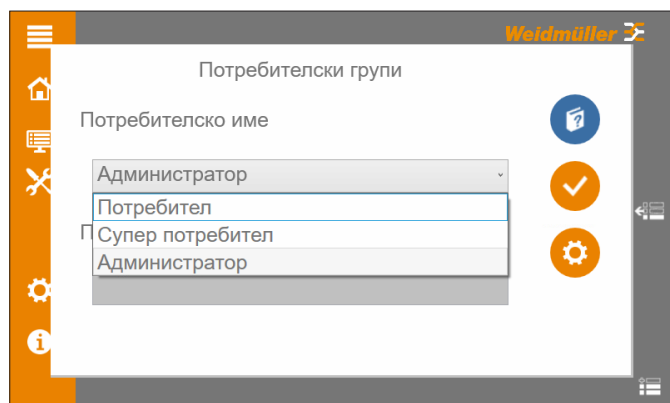 Weidmüller
Потребителски групи
Потребителско име
Администратор
Потребител
П
Супер потребител
Администратор